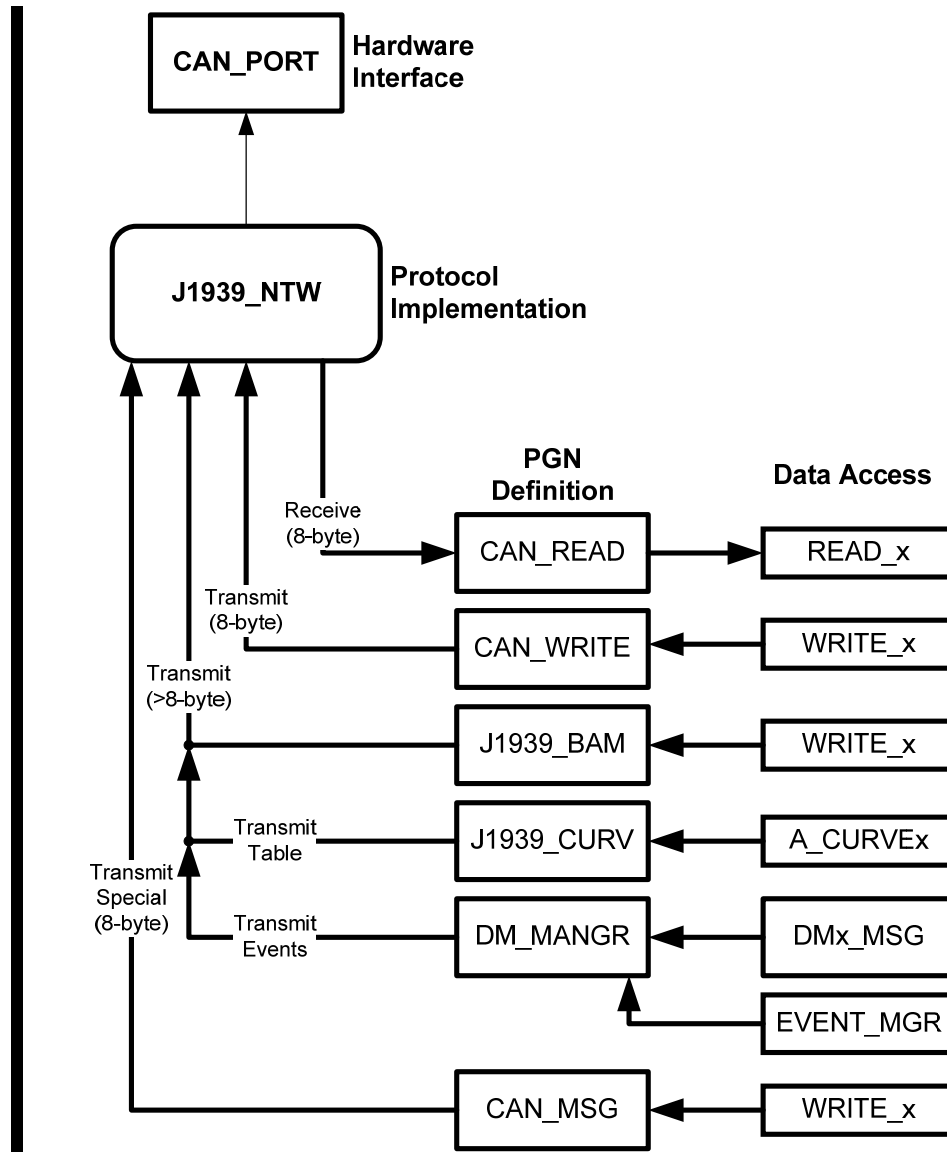 CAN_PORT
Hardware
Interface
J1939_NTW
Protocol
Implementation
PGN
Definition
Data Access
Receive
(8-byte)
CAN_READ
READ_x
Transmit
(8-byte)
CAN_WRITE
WRITE_x
Transmit
(>8-byte)
J1939_BAM
WRITE_x
Transmit
Table
J1939_CURV
A_CURVEx
Transmit
Special
(8-byte)
Transmit
Events
DM_MANGR
DMx_MSG
EVENT_MGR
CAN_MSG
WRITE_x